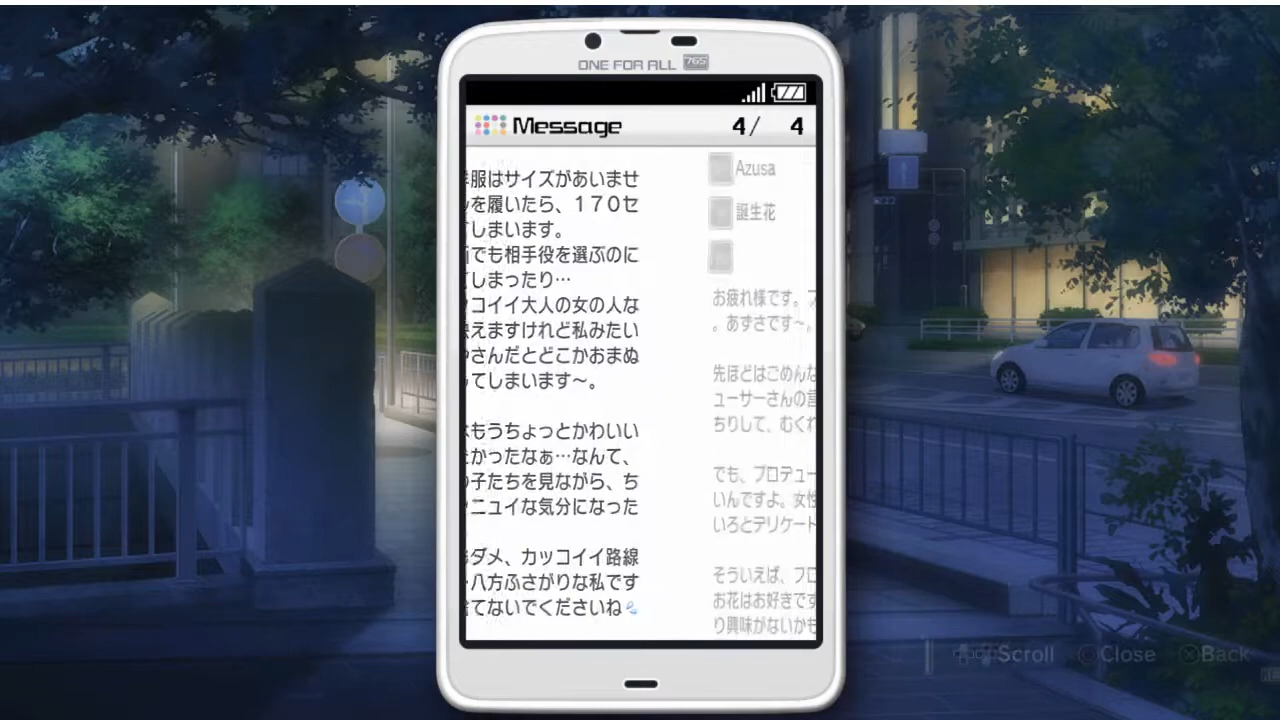 ONE FOR ALL 765
Message 4/ 4
服はサイズがあいませ
を履いたら、１７０セ
しまいます。
でも相手役を選ぶのに
しまったり…
コイイ大人の女の人な
えますけれど私みたい
さんだとどこかおまぬ
てしまいます〜。
もうちょっとかわいい
かったなぁ…なんて、
子たちを見ながら、ち
ニュイな気分になった
ダメ、カッコイイ路線
八方ふさがりな私です
てないでくださいね
Azusa
誕生花
お疲れ様です。プ
。あずさです〜。
先ほどはごめんな
ューサーさんの言
ちりして、むくれ
でも、プロデュー
いんですよ。女性
いろとデリケート
そういえば、プロ
お花はお好きです
り興味がないかも
Scroll Close Back